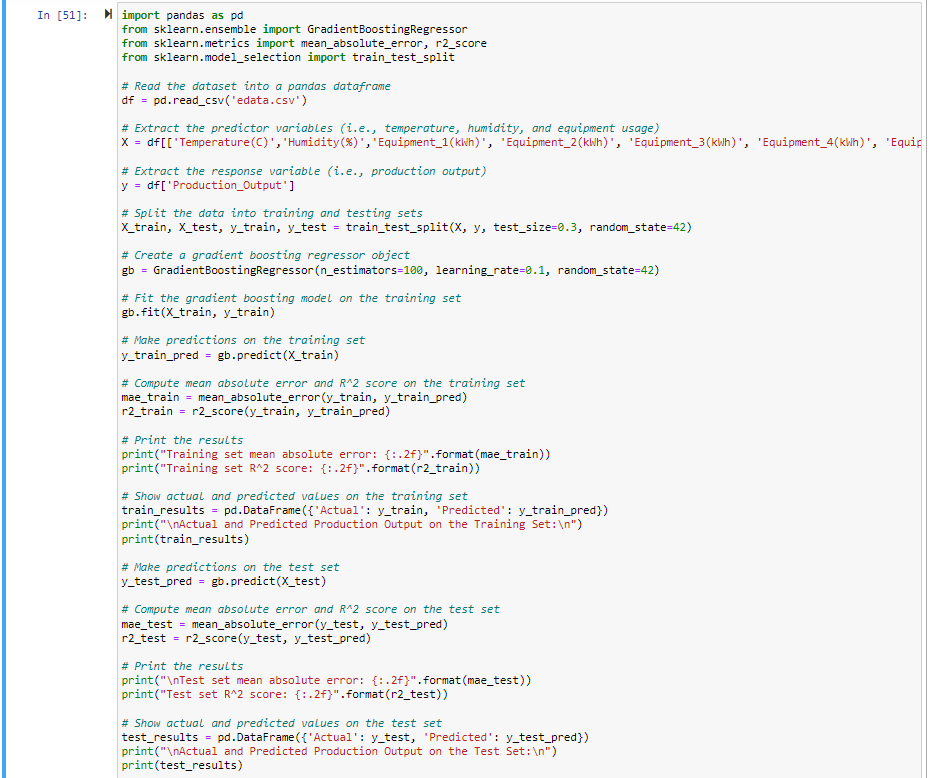 In [51]:
import pandas as pd
from sklearn.ensemble import GradientBoostingRegressor
from sklearn.metrics import mean_absolute_error, r2_score
from sklearn.model_selection import train_test_split
# Read the dataset into a pandas dataframe
df = pd.read_csv('edata.csv')
# Extract the predictor variables (i.e., temperature, humidity, and equipment usage)
X = df[['Temperature(C)','Humidity(%)','Equipment_1(kWh)', 'Equipment_2(kWh)', 'Equipment_3(kWh)', 'Equipment_4(kWh)', 'Equip
# Extract the response variable (i.e., production output)
y = df['Production_Output']
# Split the data into training and testing sets
X_train, X_test, y_train, y_test = train_test_split(X, y, test_size=0.3, random_state=42)
# Create a gradient boosting regressor object
gb = GradientBoostingRegressor(n_estimators=100, learning_rate=0.1, random_state=42)
# Fit the gradient boosting model on the training set
gb.fit(X_train, y_train)
# Make predictions on the training set
y_train_pred = gb.predict(X_train)
# Compute mean absolute error and R^2 score on the training set
mae_train = mean_absolute_error(y_train, y_train_pred)
r2_train = r2_score(y_train, y_train_pred)
# Print the results
print("Training set mean absolute error: {:.2f}".format(mae_train))
print("Training set R^2 score: {:.2f}".format(r2_train))
# Show actual and predicted values on the training set
train_results = pd.DataFrame({'Actual': y_train, 'Predicted': y_train_pred})
print("\nActual and Predicted Production Output on the Training Set:\n")
print(train_results)
# Make predictions on the test set
y_test_pred = gb.predict(X_test)
# Compute mean absolute error and R^2 score on the test set
mae_test = mean_absolute_error(y_test, y_test_pred)
r2_test = r2_score(y_test, y_test_pred)
# Print the results
print("\nTest set mean absolute error: {:.2f}".format(mae_test))
print("Test set R^2 score: {:.2f}".format(r2_test))
# Show actual and predicted values on the test set
test_results = pd.DataFrame({'Actual': y_test, 'Predicted': y_test_pred})
print("\nActual and Predicted Production Output on the Test Set:\n")
print(test_results)